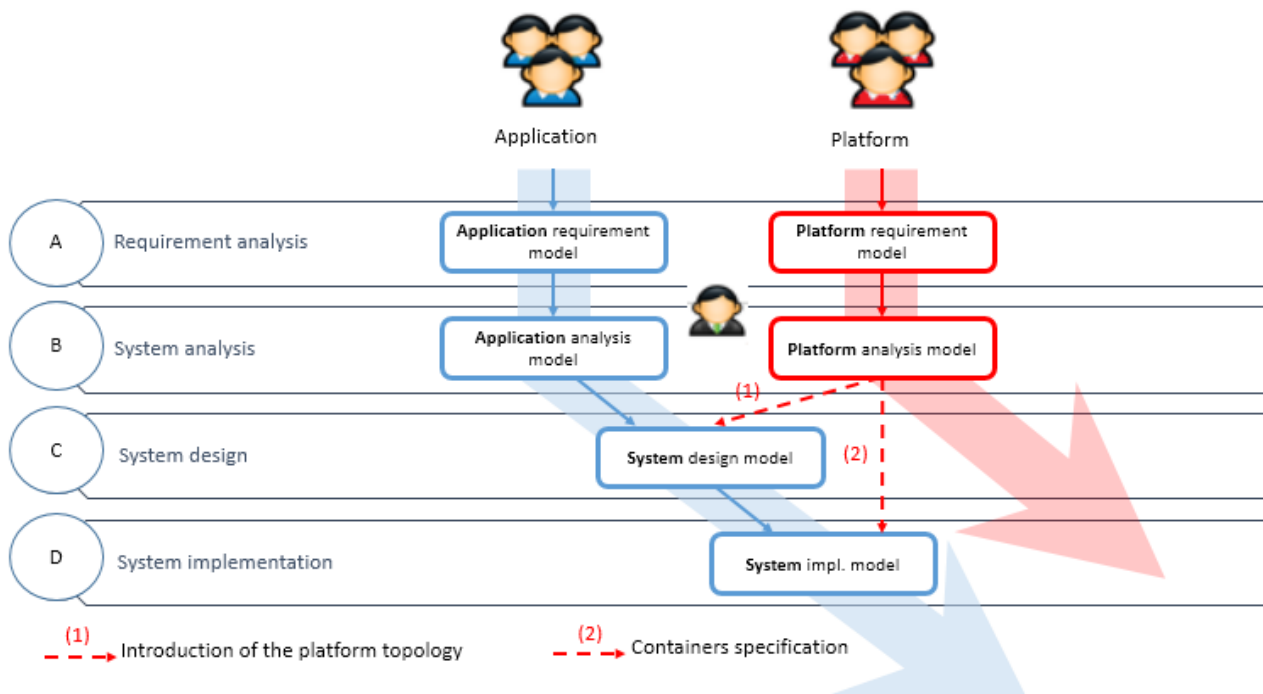 Application
Platform
A
Requirement analysis
Application requirement
model
Platform requirement
model
B
System analysis
Application analysis
model
Platform analysis model
(1)
C
System design
System design model
(2)
D
System implementation
System impl. model
(1)
Introduction of the platform topology
(2)
Containers specification